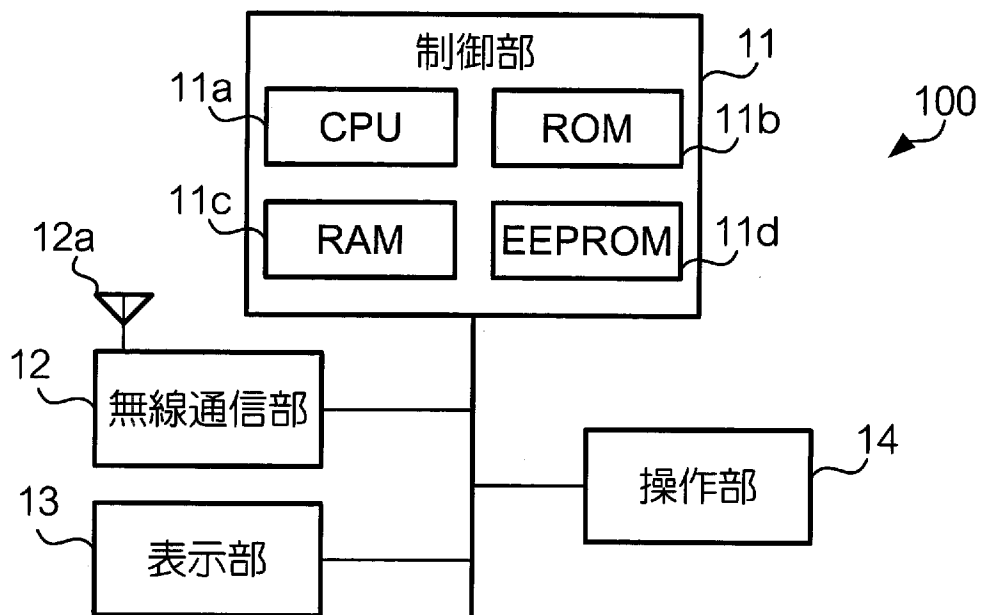 制御部
11
100
11a
CPU
ROM
11b
11c
RAM
EEPROM
11d
12a
12
無線通信部
操作部
14
13
表示部